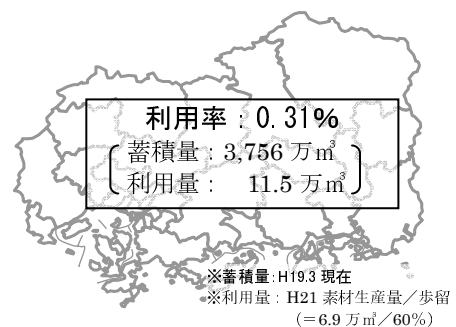 利用率：0.31％
蓄積量：3,756 万㎥
利用量：　11.5 万㎥
※蓄積量：H19.3 現在
※利用量：H21 素材生産量／歩留
（＝6.9 万㎥／60％）